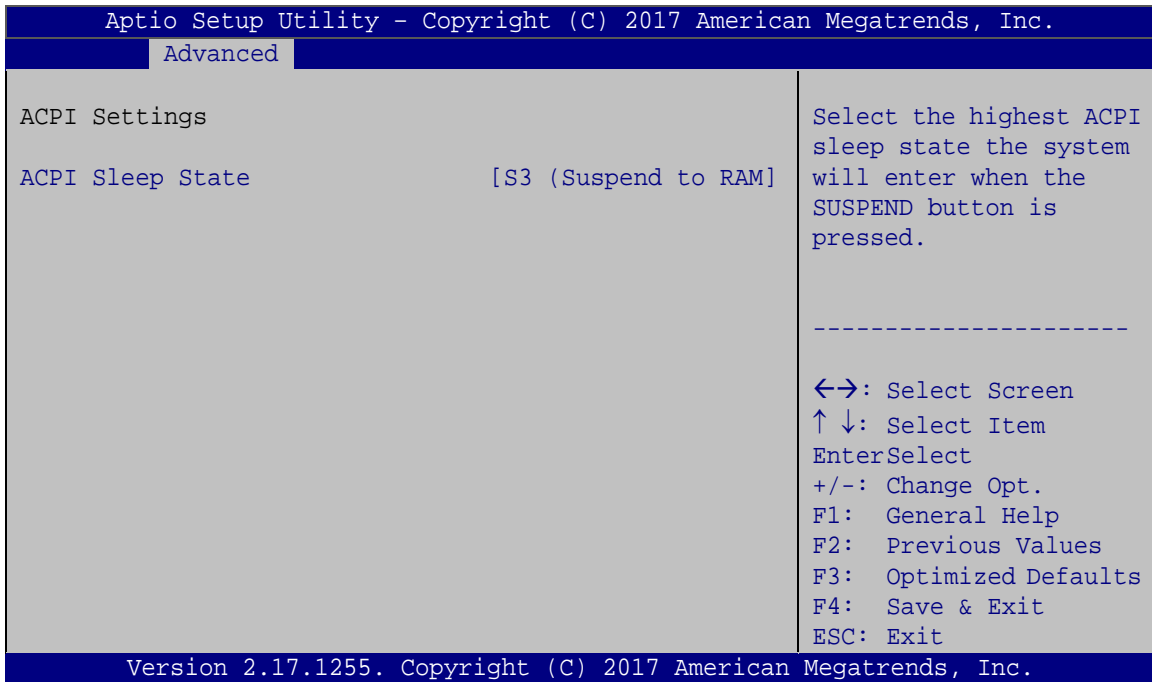 Aptio Setup Utility – Copyright (C) 2017 American Megatrends, Inc.
Advanced
ACPI Settings
ACPI Sleep State [S3 (Suspend to RAM]
Select the highest ACPI
sleep state the system
will enter when the
SUSPEND button is
pressed.
----------------------
←→: Select Screen
↑ ↓: Select Item
EnterSelect
+/-: Change Opt.
F1: General Help
F2: Previous Values
F3: Optimized Defaults
F4: Save & Exit
ESC: Exit
Version 2.17.1255. Copyright (C) 2017 American Megatrends, Inc.